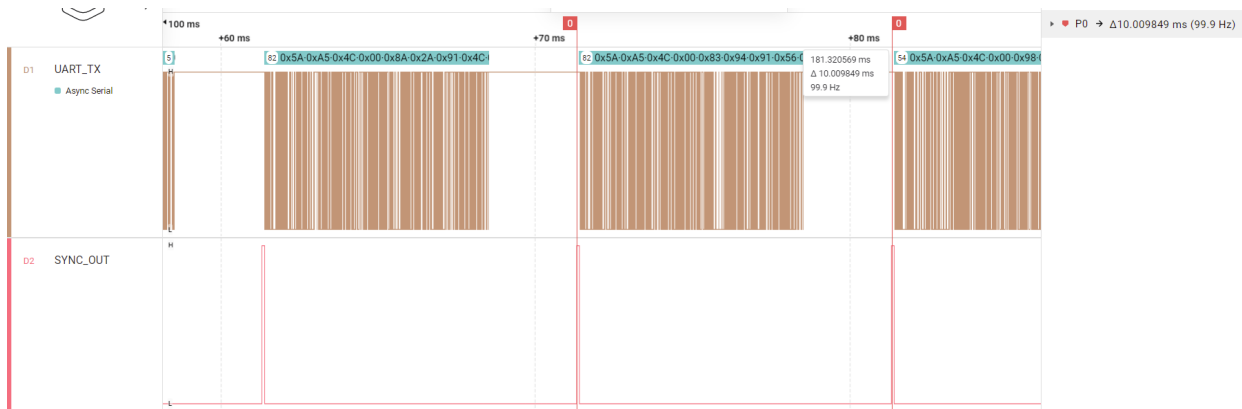 100 ms
+60 ms
+70 ms
+80 ms
0
0
P0 → Δ10.009849 ms (99.9 Hz)
D1 UART_TX
Async Serial
H
L
5
82 0x5A·0xA5·0x4C·0x00·0x8A·0x2A·0x91·0x4C·
82 0x5A·0xA5·0x4C·0x00·0x83·0x94·0x91·0x56·
54 0x5A·0xA5·0x4C·0x00·0x98·
181.320569 ms
Δ 10.009849 ms
99.9 Hz
D2 SYNC_OUT
H
L